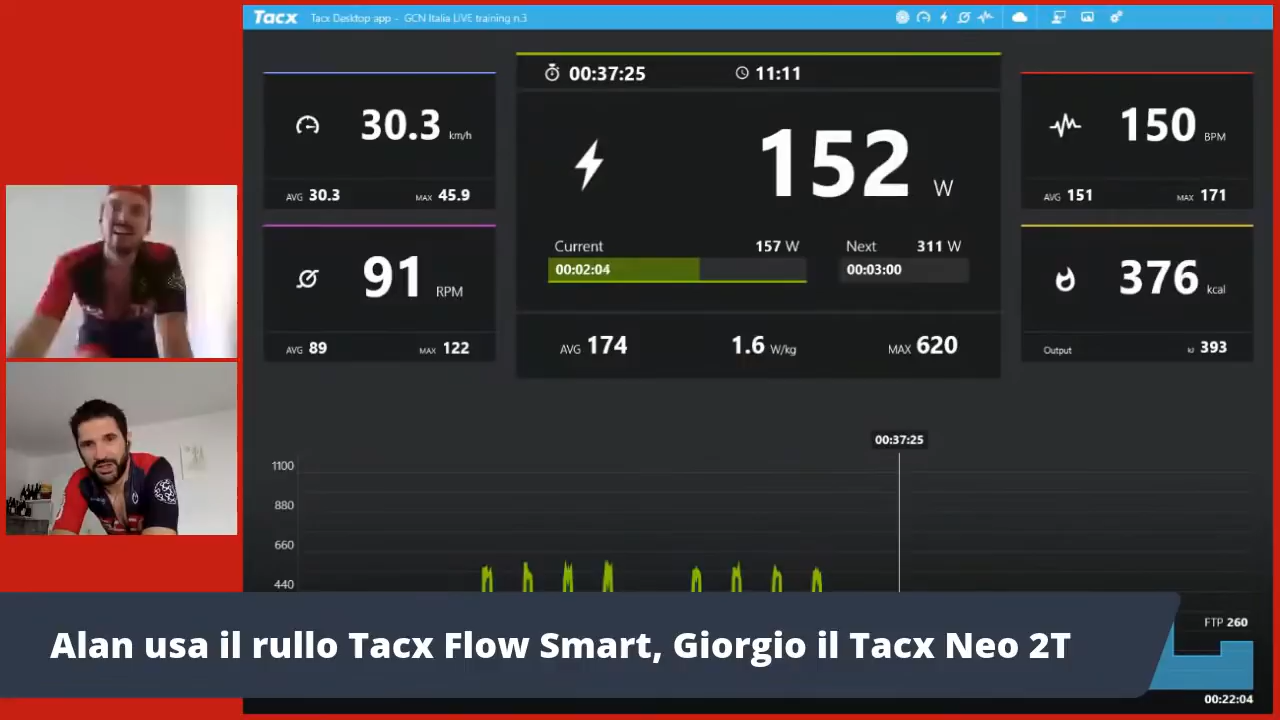 Tacx Tacx Desktop app - GCN Italia LIVE training n.3
30.3 km/h
AVG 30.3 MAX 45.9
91 RPM
AVG 89 MAX 122
00:37:25 11:11
152 W
Current 157 W Next 311 W
00:02:04 00:03:00
AVG 174 1.6 W/kg MAX 620
150 BPM
AVG 151 MAX 171
376 kcal
Output kJ 393
00:37:25
1100
880
660
440
FTP 260
00:22:04
Alan usa il rullo Tacx Flow Smart, Giorgio il Tacx Neo 2T